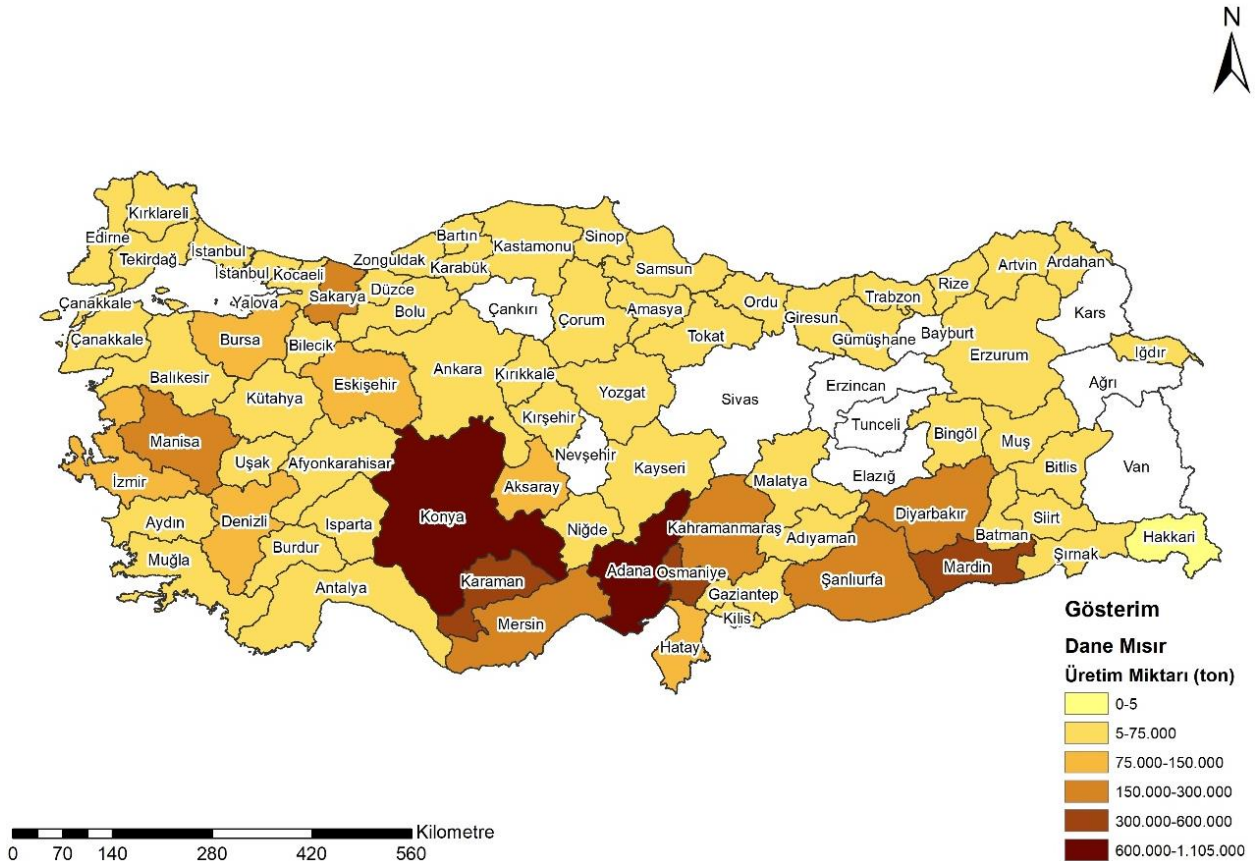 N
Kırklareli
Edirne
Tekirdağ
İstanbul
İstanbul
Kocaeli
Yalova
Sakarya
Zonguldak
Düzce
Bolu
Bartın
Karabük
Kastamonu
Sinop
Samsun
Çankırı
Çorum
Amasya
Tokat
Ordu
Giresun
Trabzon
Gümüşhane
Rize
Bayburt
Artvin
Ardahan
Kars
Erzurum
Iğdır
Ağrı
Çanakkale
Çanakkale
Balıkesir
Bursa
Bilecik
Eskişehir
Kütahya
Ankara
Kırıkkale
Kırşehir
Yozgat
Sivas
Erzincan
Tunceli
Bingöl
Muş
Elazığ
Bitlis
Van
Manisa
Uşak
Afyonkarahisar
Nevşehir
Kayseri
Malatya
İzmir
Aksaray
Konya
Niğde
Kahramanmaraş
Adıyaman
Diyarbakır
Batman
Siirt
Şırnak
Hakkari
Aydın
Denizli
Isparta
Burdur
Muğla
Antalya
Karaman
Mersin
Adana
Osmaniye
Gaziantep
Kilis
Hatay
Şanlıurfa
Mardin
Gösterim
Dane Mısır
Üretim Miktarı (ton)
0-5
5-75.000
75.000-150.000
150.000-300.000
300.000-600.000
600.000-1.105.000
Kilometre
0 70 140 280 420 560